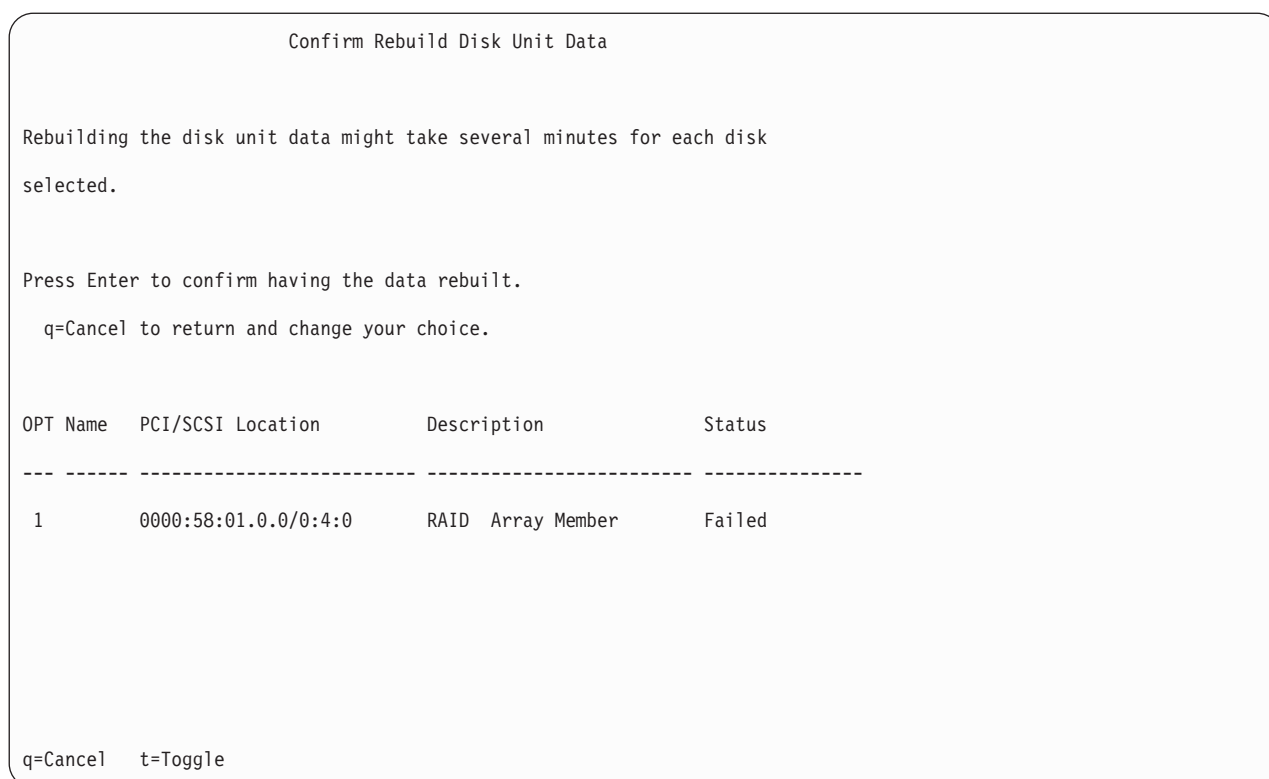 Confirm Rebuild Disk Unit Data
Rebuilding the disk unit data might take several minutes for each disk
selected.
Press Enter to confirm having the data rebuilt.
q=Cancel to return and change your choice.
OPT Name   PCI/SCSI Location          Description               Status
--- ------ -------------------------- ------------------------- ---------------
1         0000:58:01.0.0/0:4:0       RAID  Array Member        Failed
q=Cancel   t=Toggle